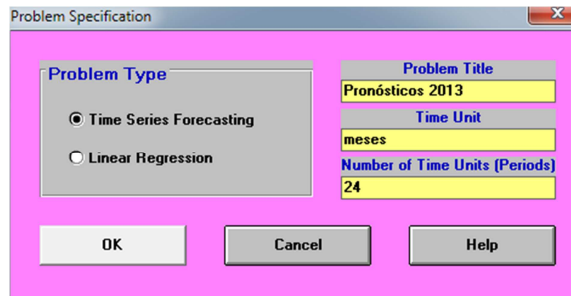 Problem Specification
Problem Type
Time Series Forecasting
Linear Regression
Problem Title
Pronósticos 2013
Time Unit
meses
Number of Time Units (Periods)
24
OK
Cancel
Help